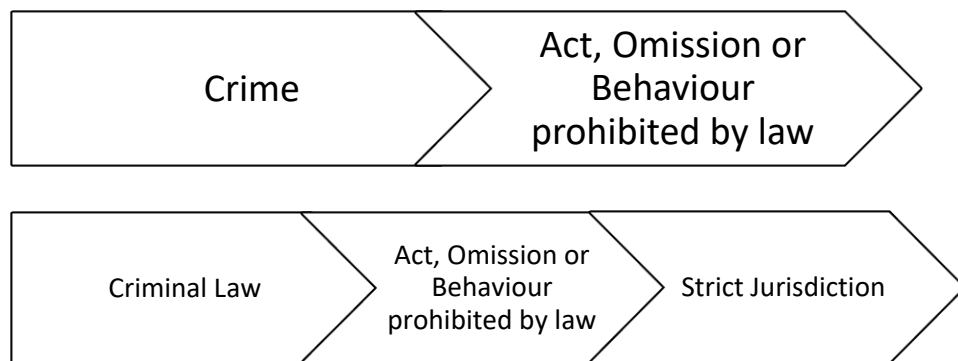 Crime
Act, Omission or
Behaviour
prohibited by law
Criminal Law
Act, Omission or
Behaviour
prohibited by law
Strict Jurisdiction